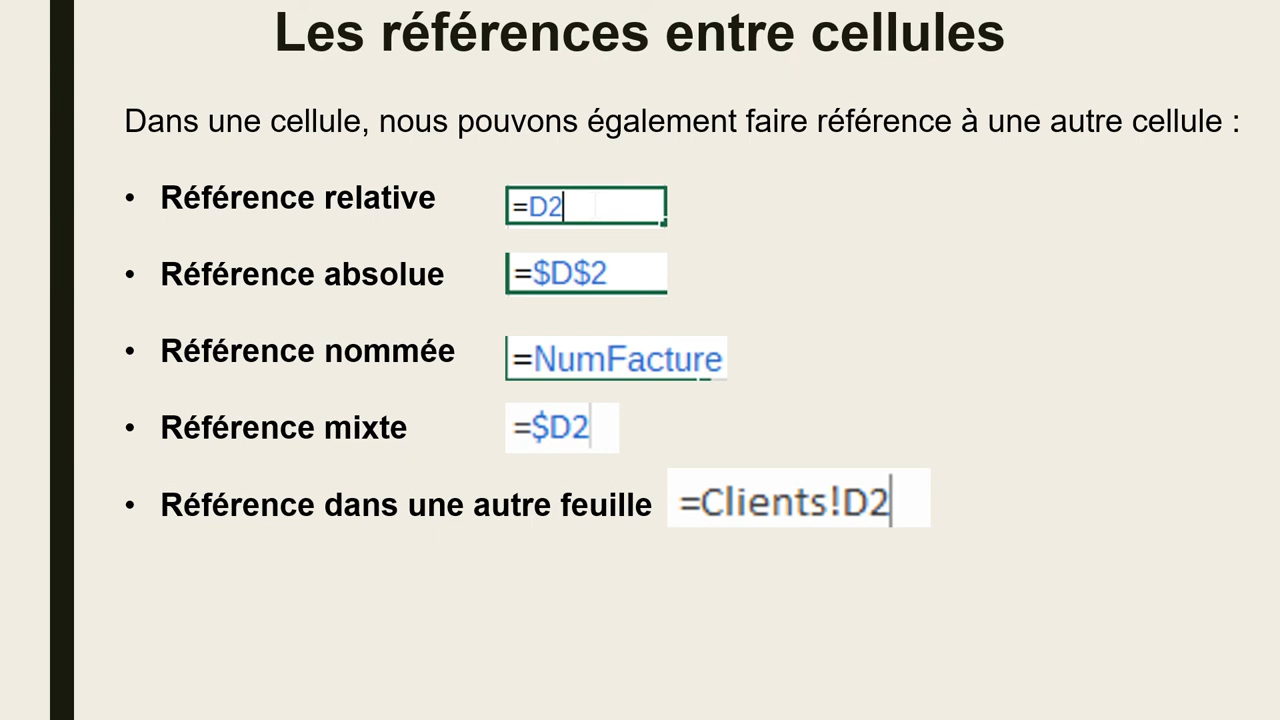 Les références entre cellules
Dans une cellule, nous pouvons également faire référence à une autre cellule :
• Référence relative =D2
• Référence absolue =$D$2
• Référence nommée =NumFacture
• Référence mixte =$D2
• Référence dans une autre feuille =Clients!D2